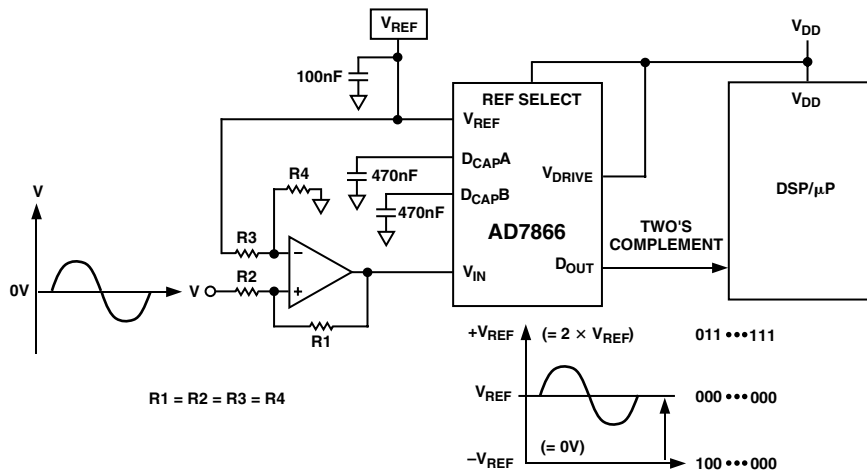 VREF
VDD
100nF
REF SELECT
VDD
VREF
R4
DCAPA
470nF
VDRIVE
DSP/μP
V
DCAPB
470nF
AD7866
TWO'S
COMPLEMENT
R3
R2
0V
V
VIN
DOUT
R1
+VREF (= 2 × VREF) 011•••111
R1 = R2 = R3 = R4
VREF 000•••000
(= 0V)
–VREF 100•••000